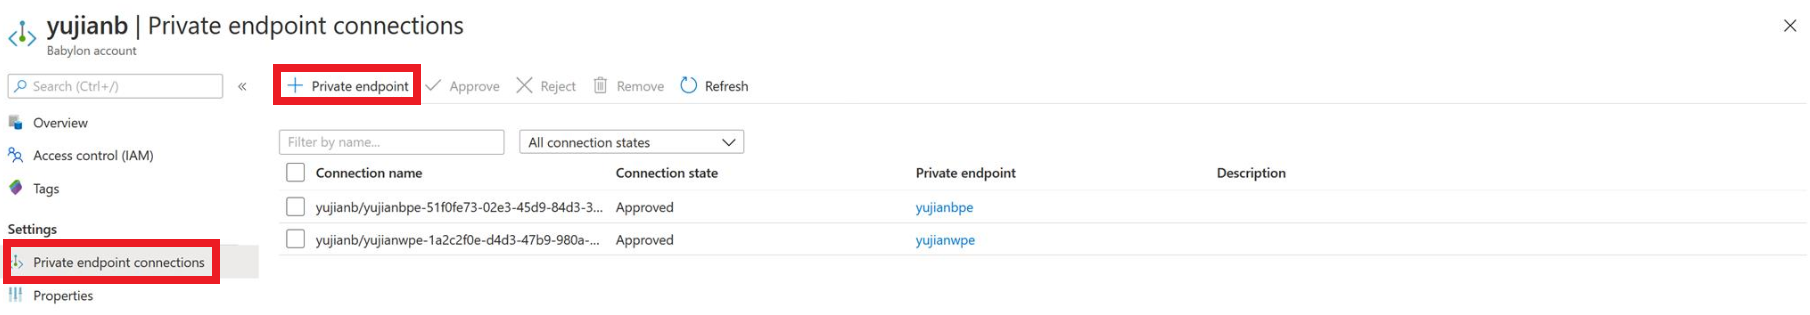 yujianb | Private endpoint connections
Babylon account
Search (Ctrl+/)
«
Private endpoint
Approve
Reject
Remove
Refresh
Overview
Access control (IAM)
Tags
Settings
Private endpoint connections
Properties
Filter by name...
All connection states
Connection name Connection state Private endpoint Description
yujianb/yujianbpe-51f0fe73-02e3-45d9-84d3-3... Approved yujianbpe
yujianb/yujianwpe-1a2c2f0e-d4d3-47b9-980a-... Approved yujianwpe